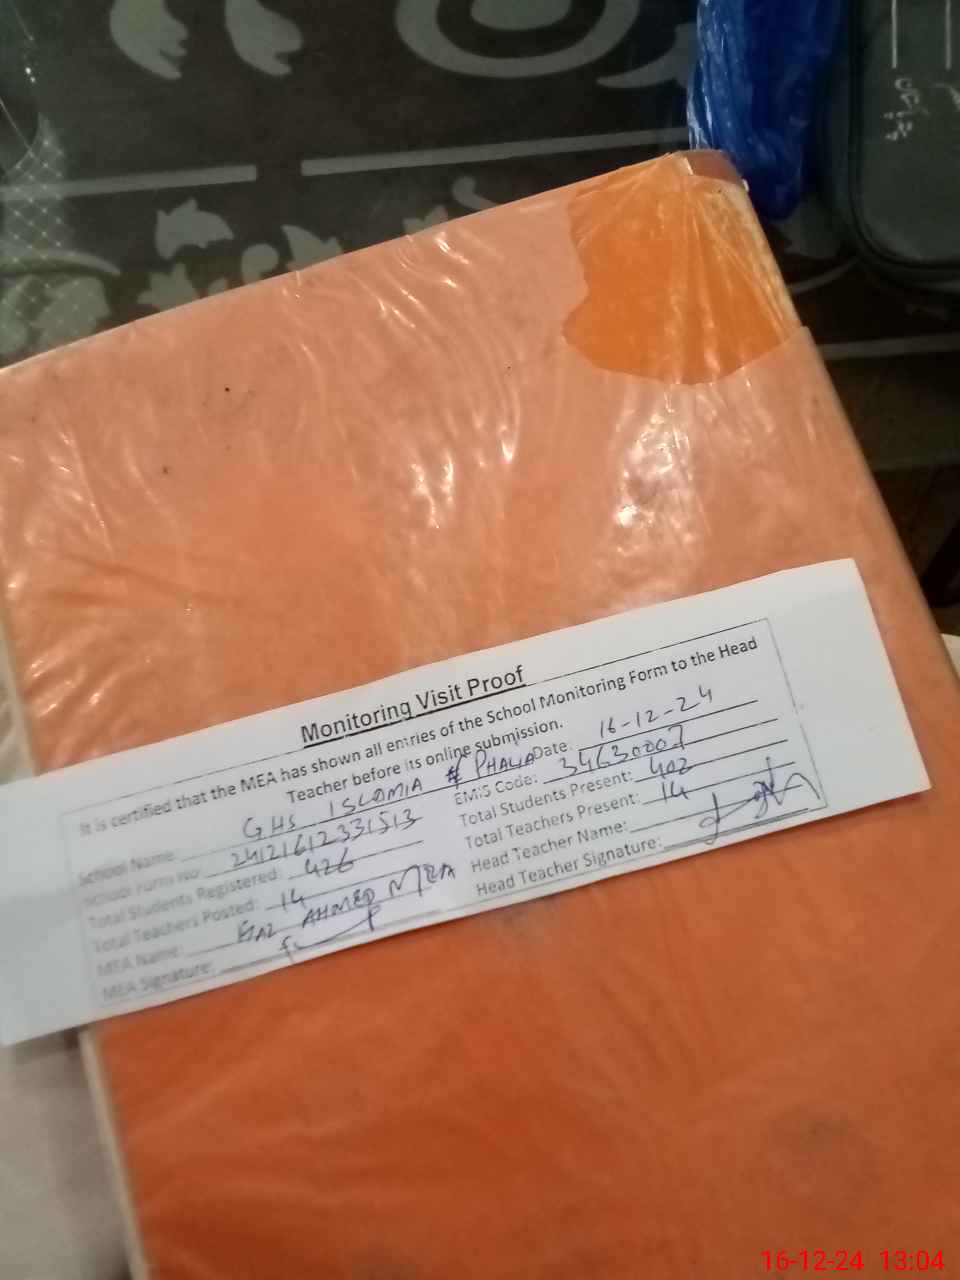 Monitoring Visit Proof
It is certified that the MEA has shown all entries of the School Monitoring Form to the Head
Teacher before its online submission.
School Name: GHS ISLAMIA PHALIA Date: 16-12-24
School Form No: 24121612331513 EMIS Code: 34630007
Total Students Registered: 426 Total Students Present: 402
Total Teachers Posted: 14 Total Teachers Present: 14
MEA Name: AHMED MEA Head Teacher Name:
MEA Signature: Head Teacher Signature:
16-12-24 13:04